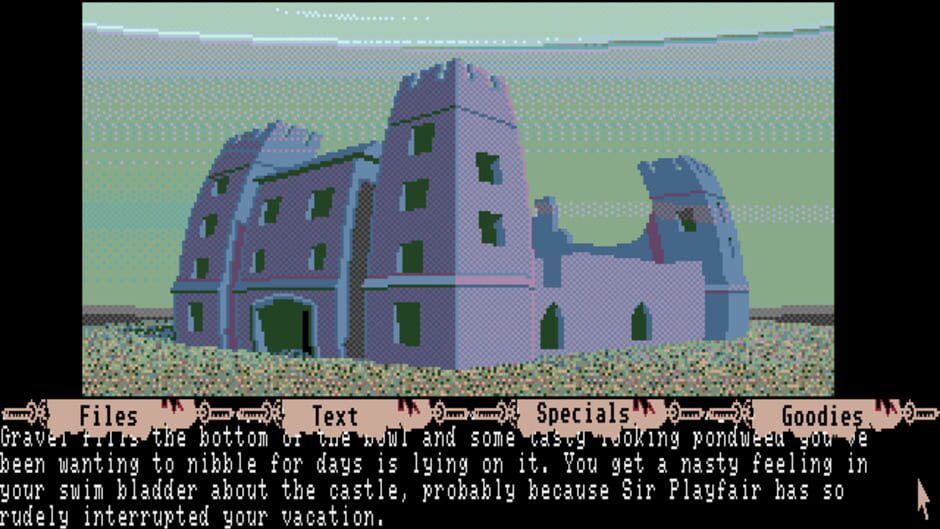 Files Text Specials Goodies
Gravel fills the bottom of the bowl and some tasty looking pondweed you've
been wanting to nibble for days is lying on it. You get a nasty feeling in
your swim bladder about the castle, probably because Sir Playfair has so
rudely interrupted your vacation.